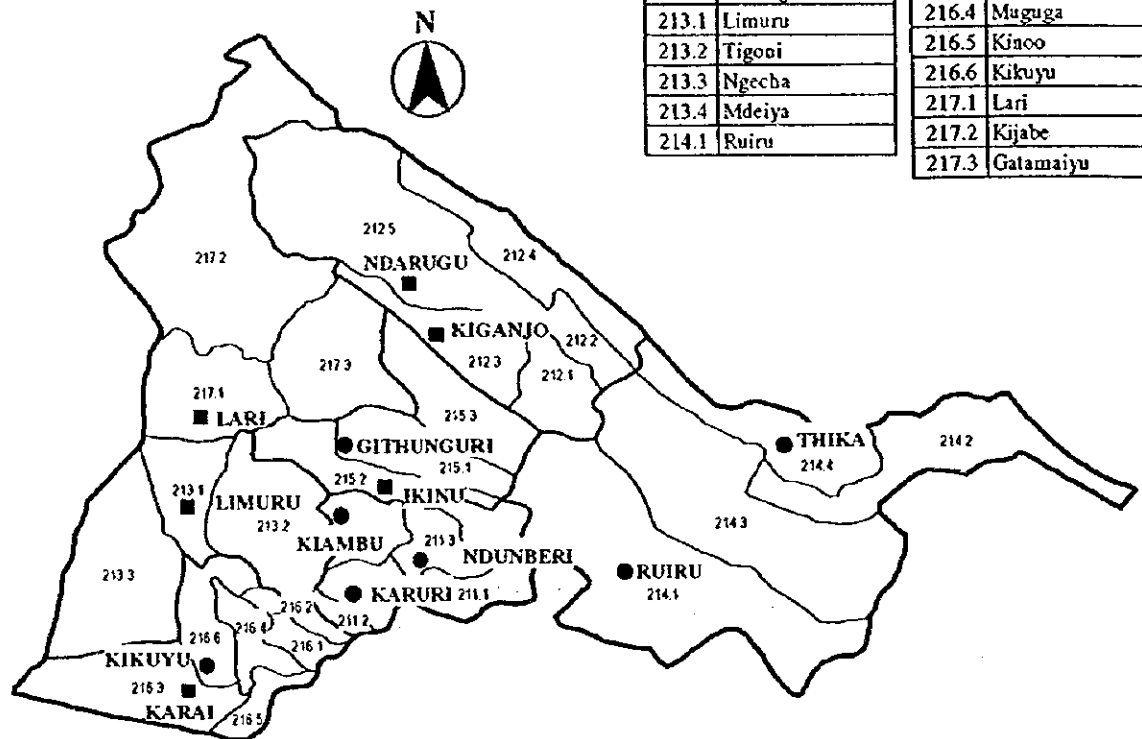 N
213.1 Limuru
213.2 Tigoni
213.3 Ngecha
213.4 Mdeiya
214.1 Ruiru
216.4 Muguga
216.5 Kinoo
216.6 Kikuyu
217.1 Lari
217.2 Kijabe
217.3 Gatamaiyu
212.5
212.4
217.2
NDARUGU
KIGANJO
212.2
212.3
217.3
212.1
217.1
LARI
215.3
GITHUNGURI
THIKA
214.2
215.1
214.4
215.2
IKINU
213.1
LIMURU
213.2
214.3
KIAMBU
211.3
NDUNBERI
213.3
RUIRU
KARURI
211.1
214.1
216.2
211.2
216.4
216.6
216.1
KIKUYU
216.3
KARAI
216.5